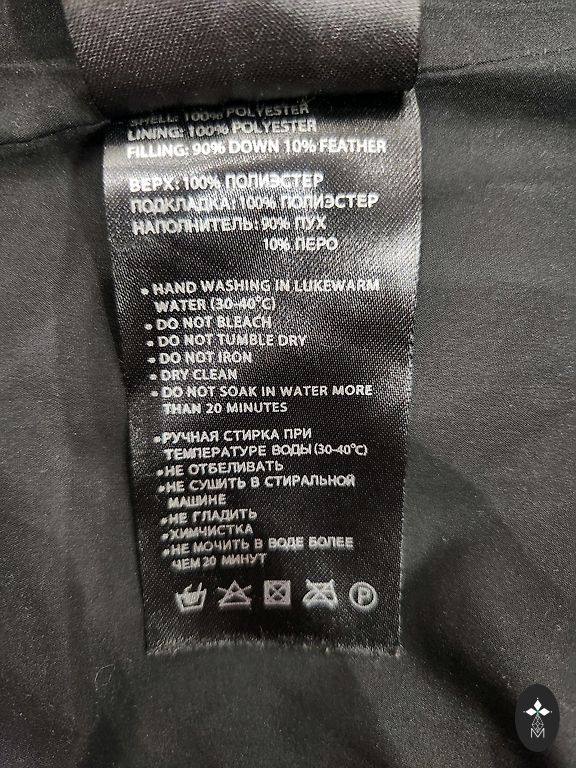 SHELL: 100% POLYESTER
LINING: 100% POLYESTER
FILLING: 90% DOWN 10% FEATHER
ВЕРХ: 100% ПОЛИЭСТЕР
ПОДКЛАДКА: 100% ПОЛИЭСТЕР
НАПОЛНИТЕЛЬ: 90% ПУХ
10% ПЕРО
• HAND WASHING IN LUKEWARM
WATER (30-40°C)
• DO NOT BLEACH
• DO NOT TUMBLE DRY
• DO NOT IRON
• DRY CLEAN
• DO NOT SOAK IN WATER MORE
THAN 20 MINUTES
• РУЧНАЯ СТИРКА ПРИ
ТЕМПЕРАТУРЕ ВОДЫ (30-40°C)
• НЕ ОТБЕЛИВАТЬ
• НЕ СУШИТЬ В СТИРАЛЬНОЙ
МАШИНЕ
• НЕ ГЛАДИТЬ
• ХИМЧИСТКА
• НЕ МОЧИТЬ В ВОДЕ БОЛЕЕ
ЧЕМ 20 МИНУТ
P
M